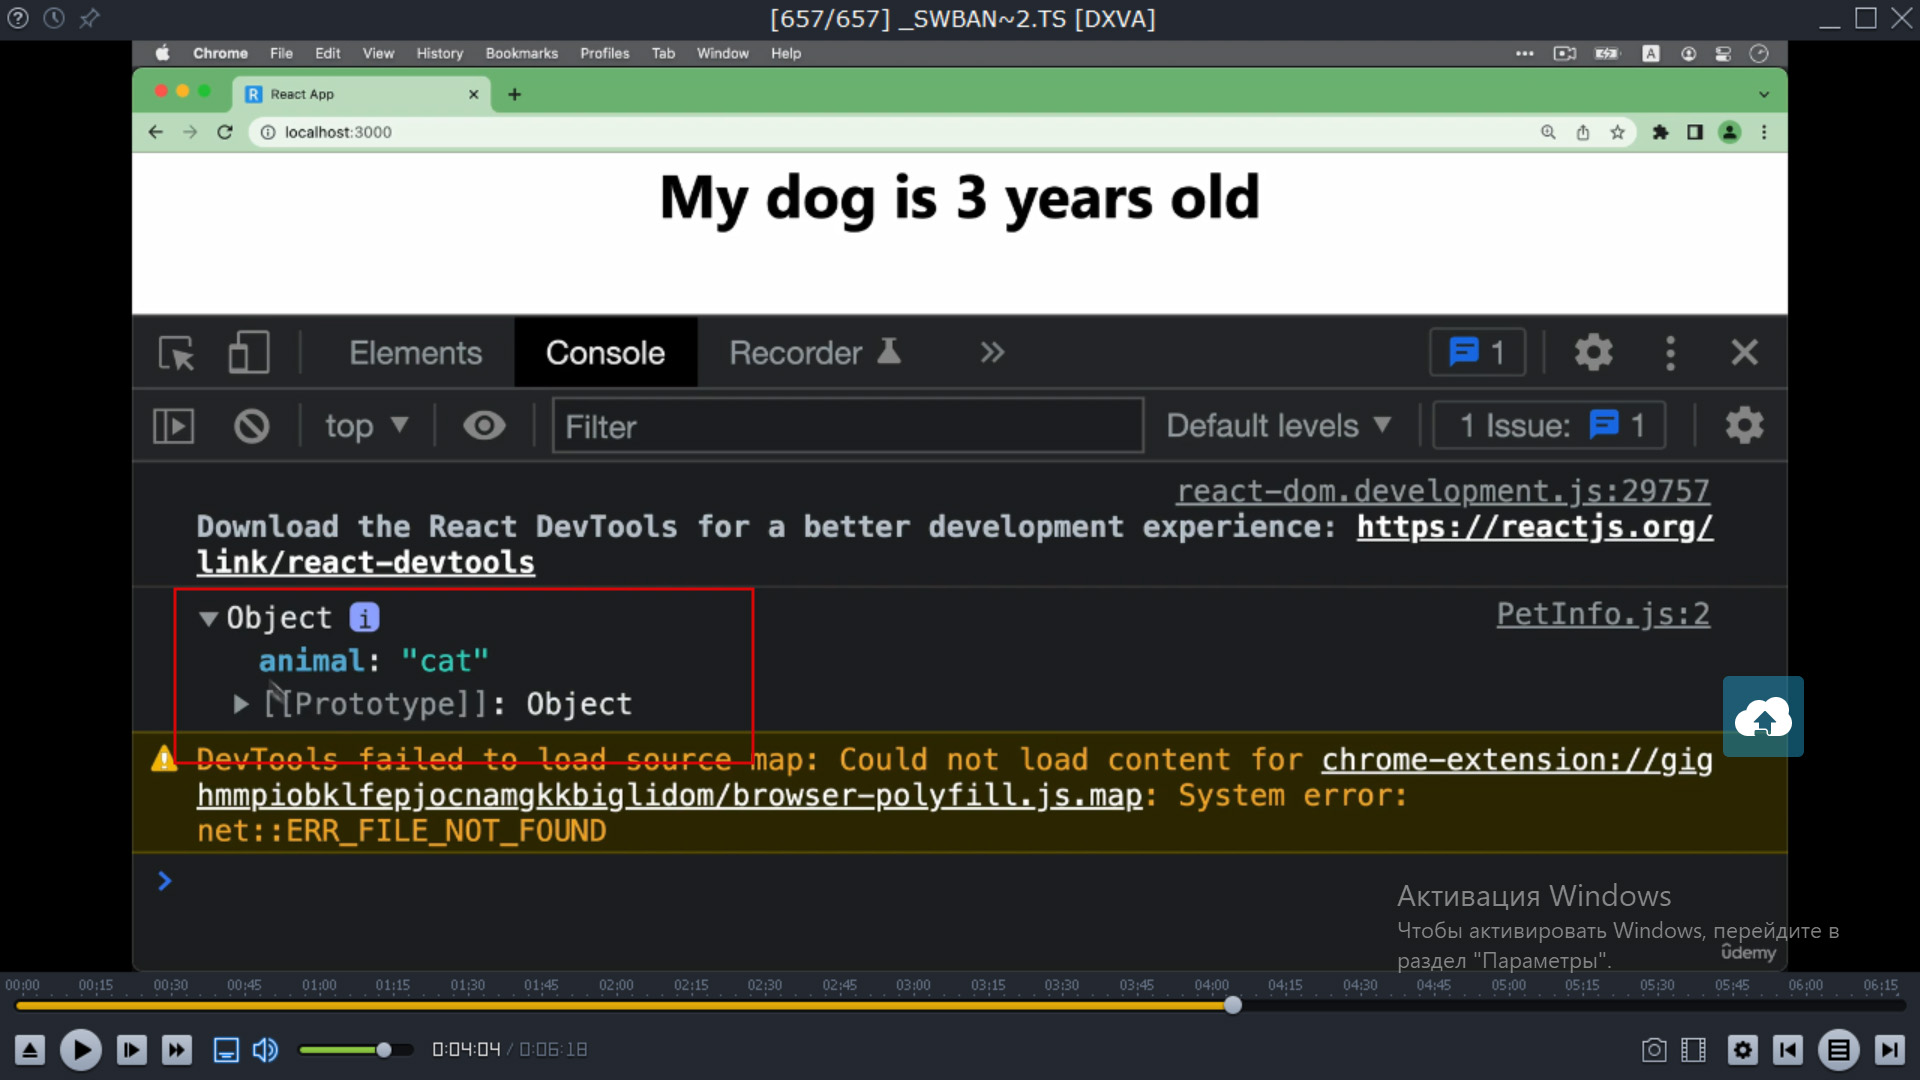 [657/657] _SWBAN~2.TS [DXVA]
Chrome File Edit View History Bookmarks Profiles Tab Window Help
A
R React App
localhost:3000
My dog is 3 years old
Elements Console Recorder 1
top Filter Default levels 1 Issue: 1
react-dom.development.js:29757
Download the React DevTools for a better development experience: https://reactjs.org/
link/react-devtools
Object i PetInfo.js:2
animal: "cat"
[[Prototype]]: Object
DevTools failed to load source map: Could not load content for chrome-extension://gig
hmmpiobklfepjocnamgkkbiglidom/browser-polyfill.js.map: System error:
net::ERR_FILE_NOT_FOUND
Активация Windows
Чтобы активировать Windows, перейдите в
раздел "Параметры".
ûdemy
00:00 00:15 00:30 00:45 01:00 01:15 01:30 01:45 02:00 02:15 02:30 02:45 03:00 03:15 03:30 03:45 04:00 04:15 04:30 04:45 05:00 05:15 05:30 05:45 06:00 06:15
0:04:04 / 0:06:18